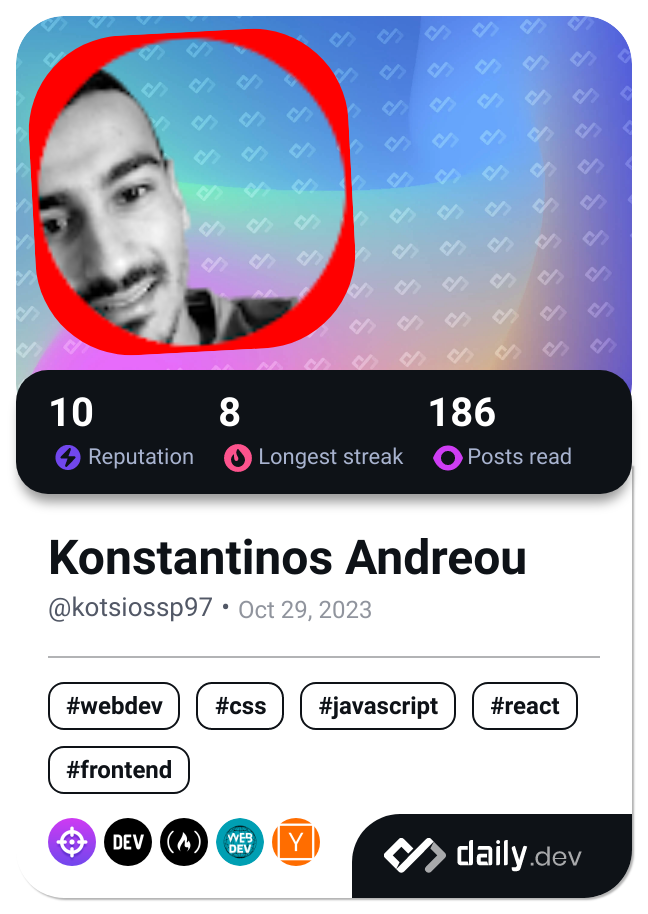 10 8 186
Reputation Longest streak Posts read
Konstantinos Andreou
@kotsiossp97 • Oct 29, 2023
#webdev #css #javascript #react
#frontend
DEV WEB DEV Y
daily.dev